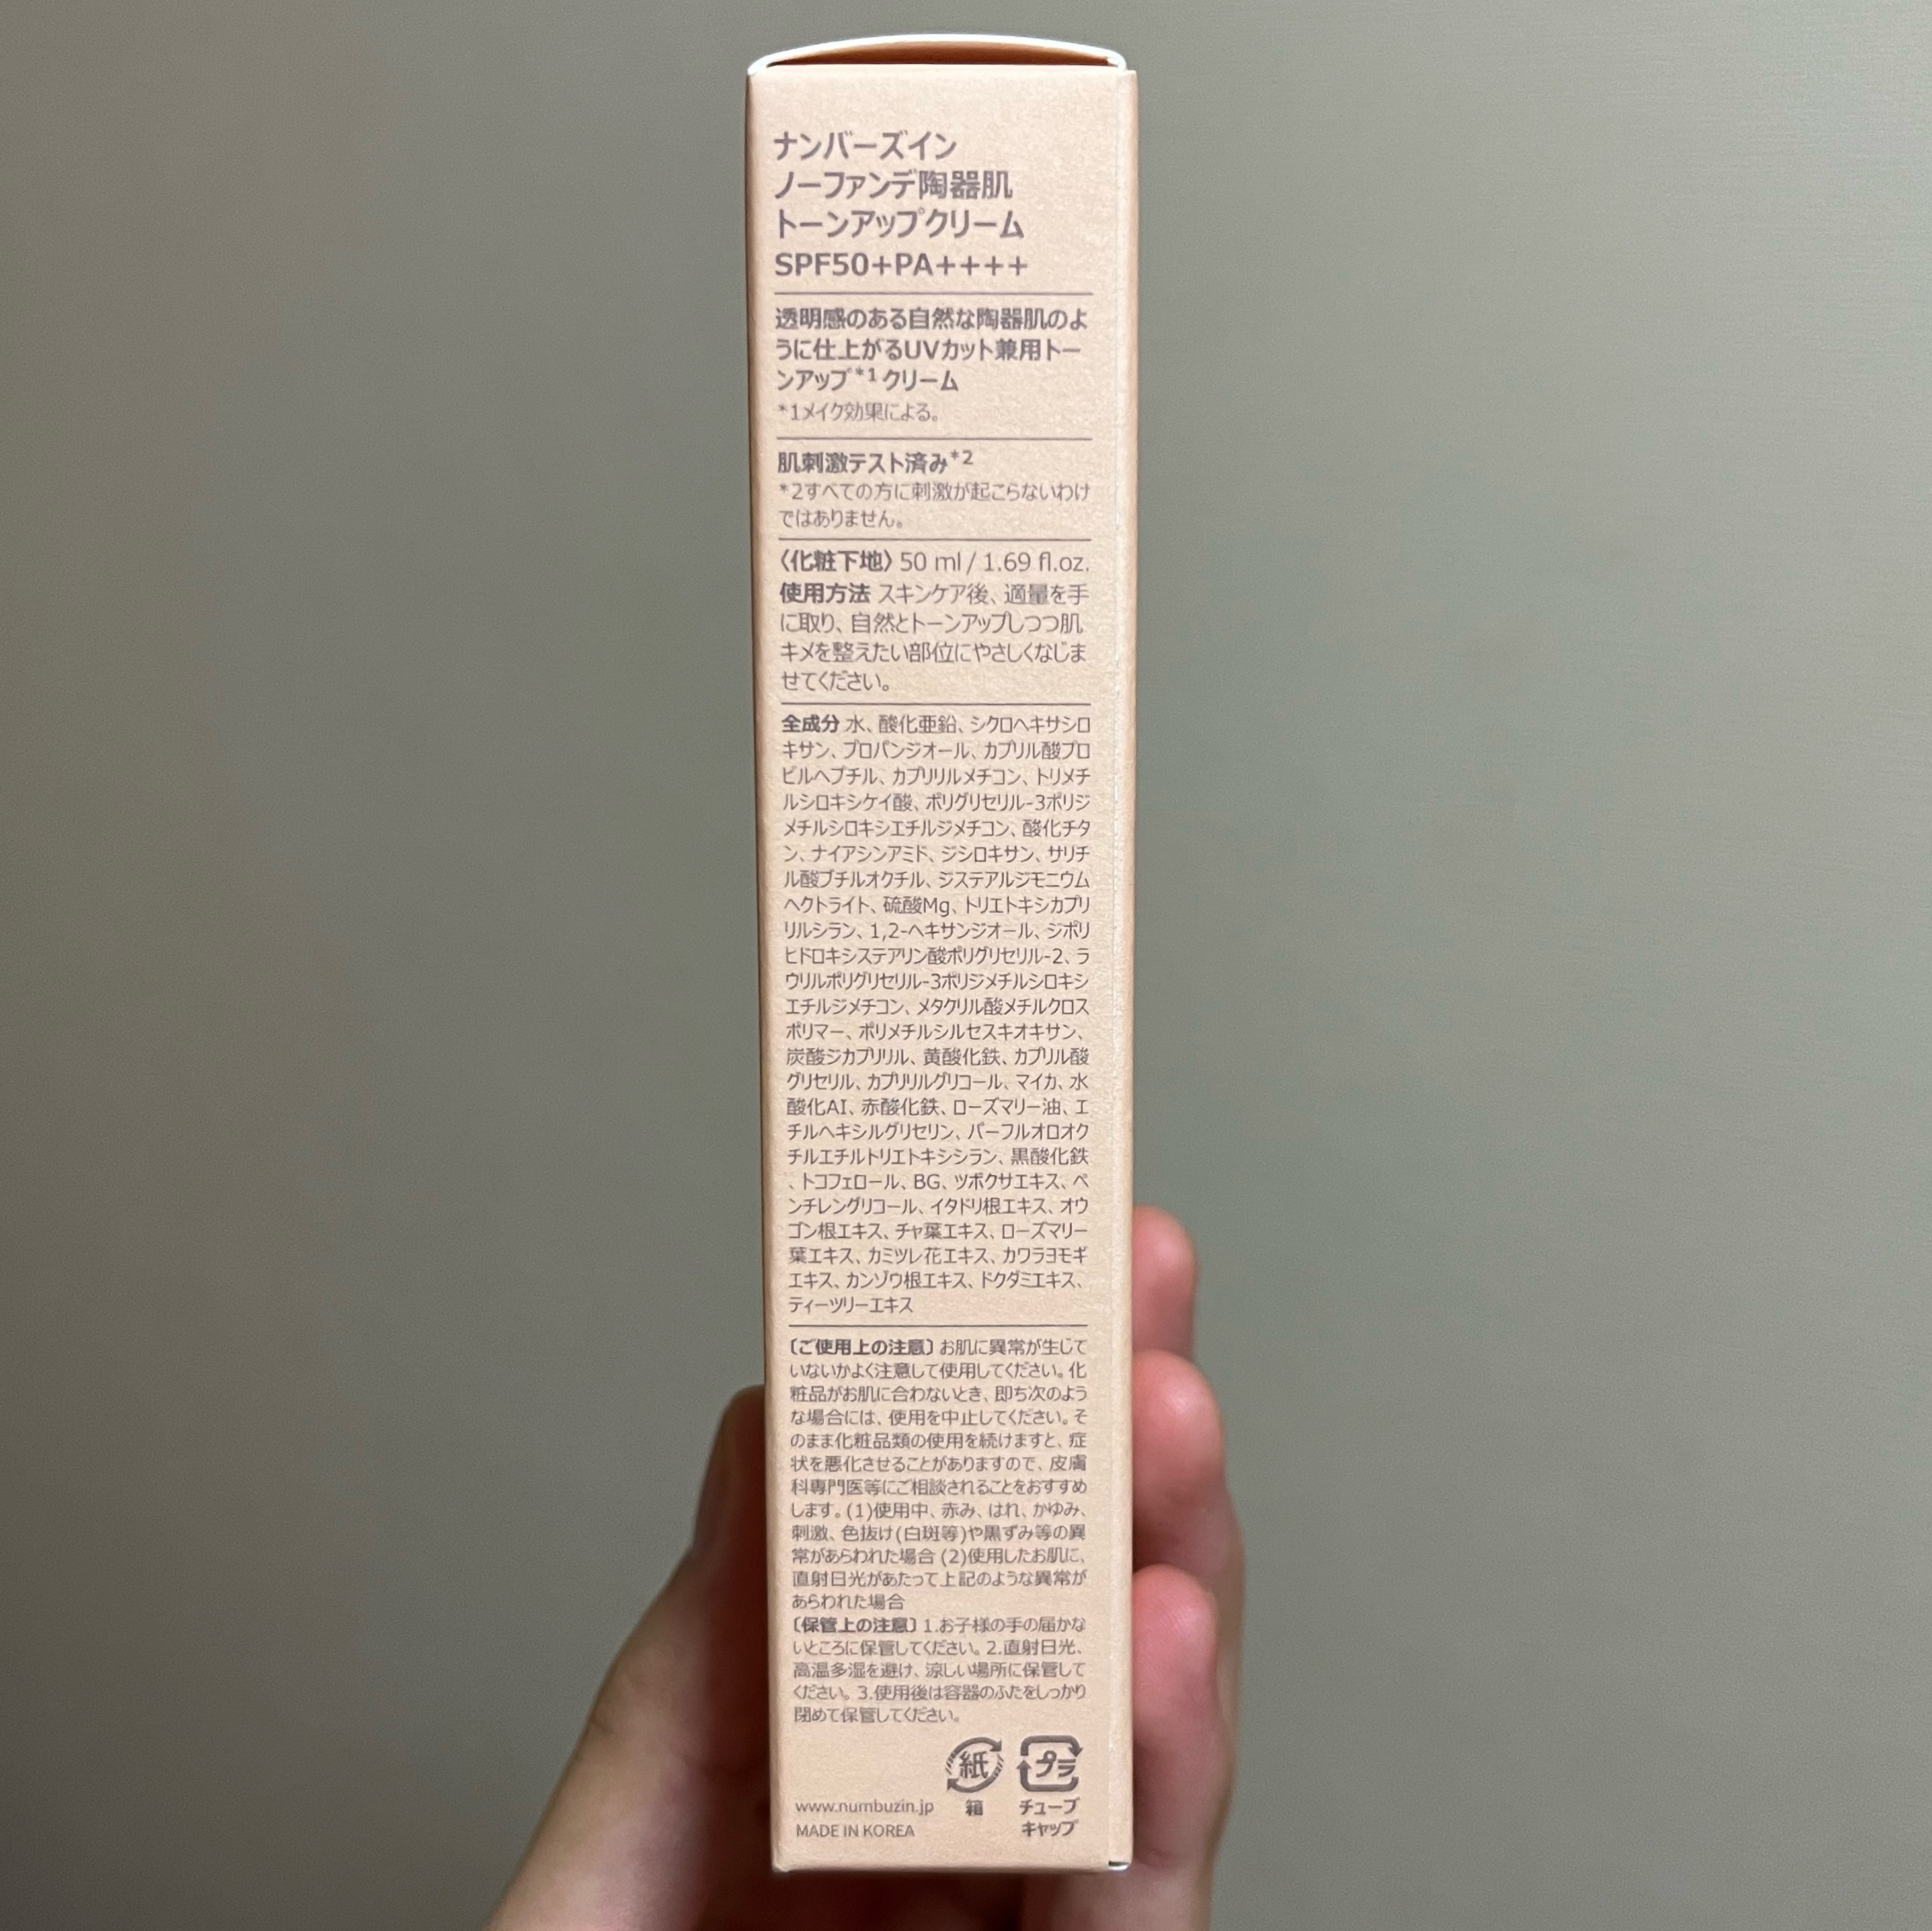 ナンバーズイン
ノーファンデ陶器肌
トーンアップクリーム
SPF50+PA++++
透明感のある自然な陶器肌のよ
うに仕上がるUVカット兼用トー
ンアップ*1 クリーム
*1メイク効果による。
肌刺激テスト済み*2
*2すべての方に刺激が起こらないわけ
ではありません。
〈化粧下地〉 50 ml / 1.69 fl.oz.
使用方法 スキンケア後、適量を手
に取り、自然とトーンアップしつつ肌
キメを整えたい部位にやさしくなじま
せてください。
全成分 水、酸化亜鉛、シクロヘキサシロ
キサン、プロパンジオール、カプリル酸プロ
ピルヘプチル、カプリリルメチコン、トリメチ
ルシロキシケイ酸、ポリグリセリル-3ポリジ
メチルシロキシエチルジメチコン、酸化チタ
ン、ナイアシンアミド、ジシロキサン、サリチ
ル酸ブチルオクチル、ジステアルジモニウム
ヘクトライト、硫酸Mg、トリエトキシカプリ
リルシラン、1,2-ヘキサンジオール、ジポリ
ヒドロキシステアリン酸ポリグリセリル-2、ラ
ウリルポリグリセリル-3ポリジメチルシロキシ
エチルジメチコン、メタクリル酸メチルクロス
ポリマー、ポリメチルシルセスキオキサン、
炭酸ジカプリリル、黄酸化鉄、カプリル酸
グリセリル、カプリリルグリコール、マイカ、水
酸化AI、赤酸化鉄、ローズマリー油、エ
チルヘキシルグリセリン、パーフルオロオク
チルエチルトリエトキシシラン、黒酸化鉄
、トコフェロール、BG、ツボクサエキス、ペ
ンチレングリコール、イタドリ根エキス、オウ
ゴン根エキス、チャ葉エキス、ローズマリー
葉エキス、カミツレ花エキス、カワラヨモギ
エキス、カンゾウ根エキス、ドクダミエキス、
ティーツリーエキス
〔ご使用上の注意〕お肌に異常が生じて
いないかよく注意して使用してください。化
粧品がお肌に合わないとき、即ち次のよう
な場合には、使用を中止してください。そ
のまま化粧品類の使用を続けますと、症
状を悪化させることがありますので、皮膚
科専門医等にご相談されることをおすすめ
します。(1)使用中、赤み、はれ、かゆみ、
刺激、色抜け(白斑等)や黒ずみ等の異
常があらわれた場合 (2)使用したお肌に、
直射日光があたって上記のような異常が
あらわれた場合
〔保管上の注意〕1.お子様の手の届かな
いところに保管してください。2.直射日光、
高温多湿を避け、涼しい場所に保管して
ください。3.使用後は容器のふたをしっかり
閉めて保管してください。
紙 プラ
www.numbuzin.jp 箱 チューブ
MADE IN KOREA キャップ